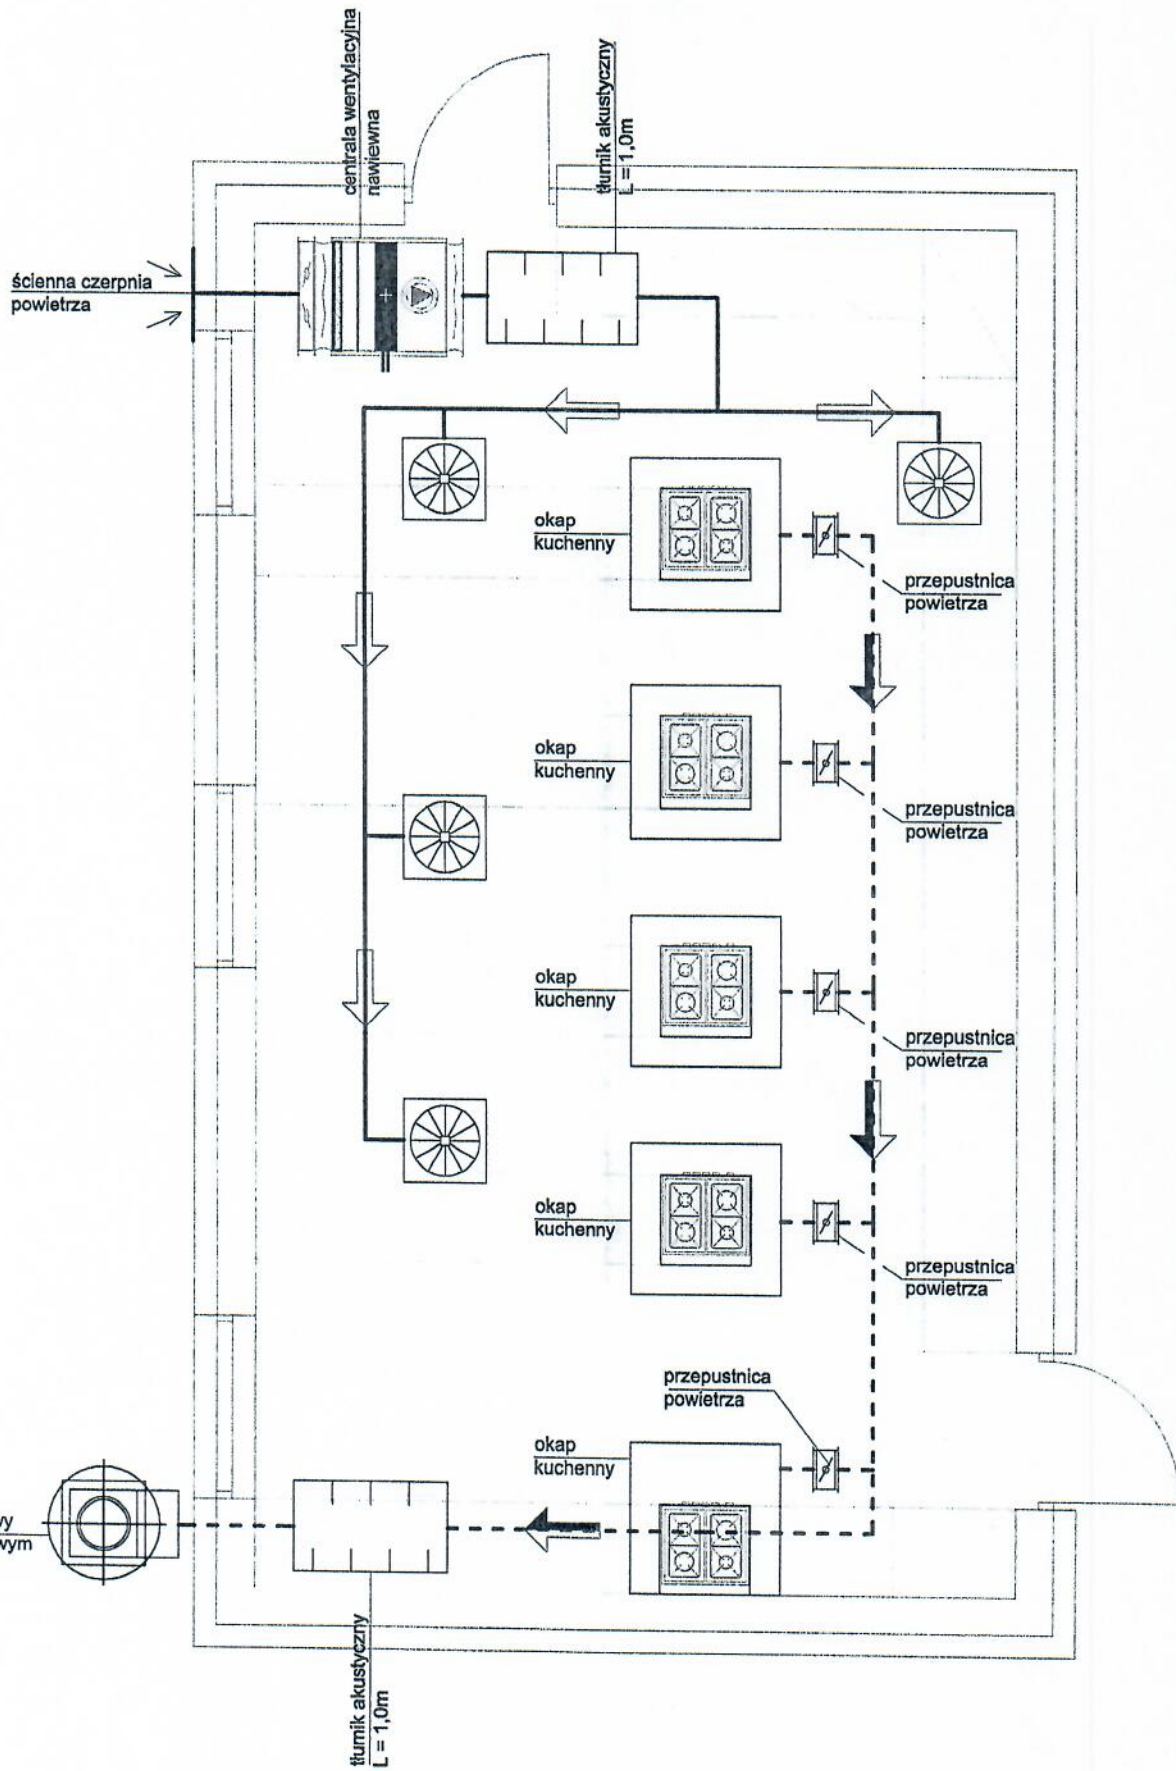 centrala wentylacyjna
nawiewna
tłumik akustyczny
L = 1,0m
ścienna czerpnia
powietrza
okap
kuchenny
przepustnica
powietrza
okap
kuchenny
przepustnica
powietrza
okap
kuchenny
przepustnica
powietrza
okap
kuchenny
przepustnica
powietrza
przepustnica
powietrza
okap
kuchenny
tłumik akustyczny
L = 1,0m